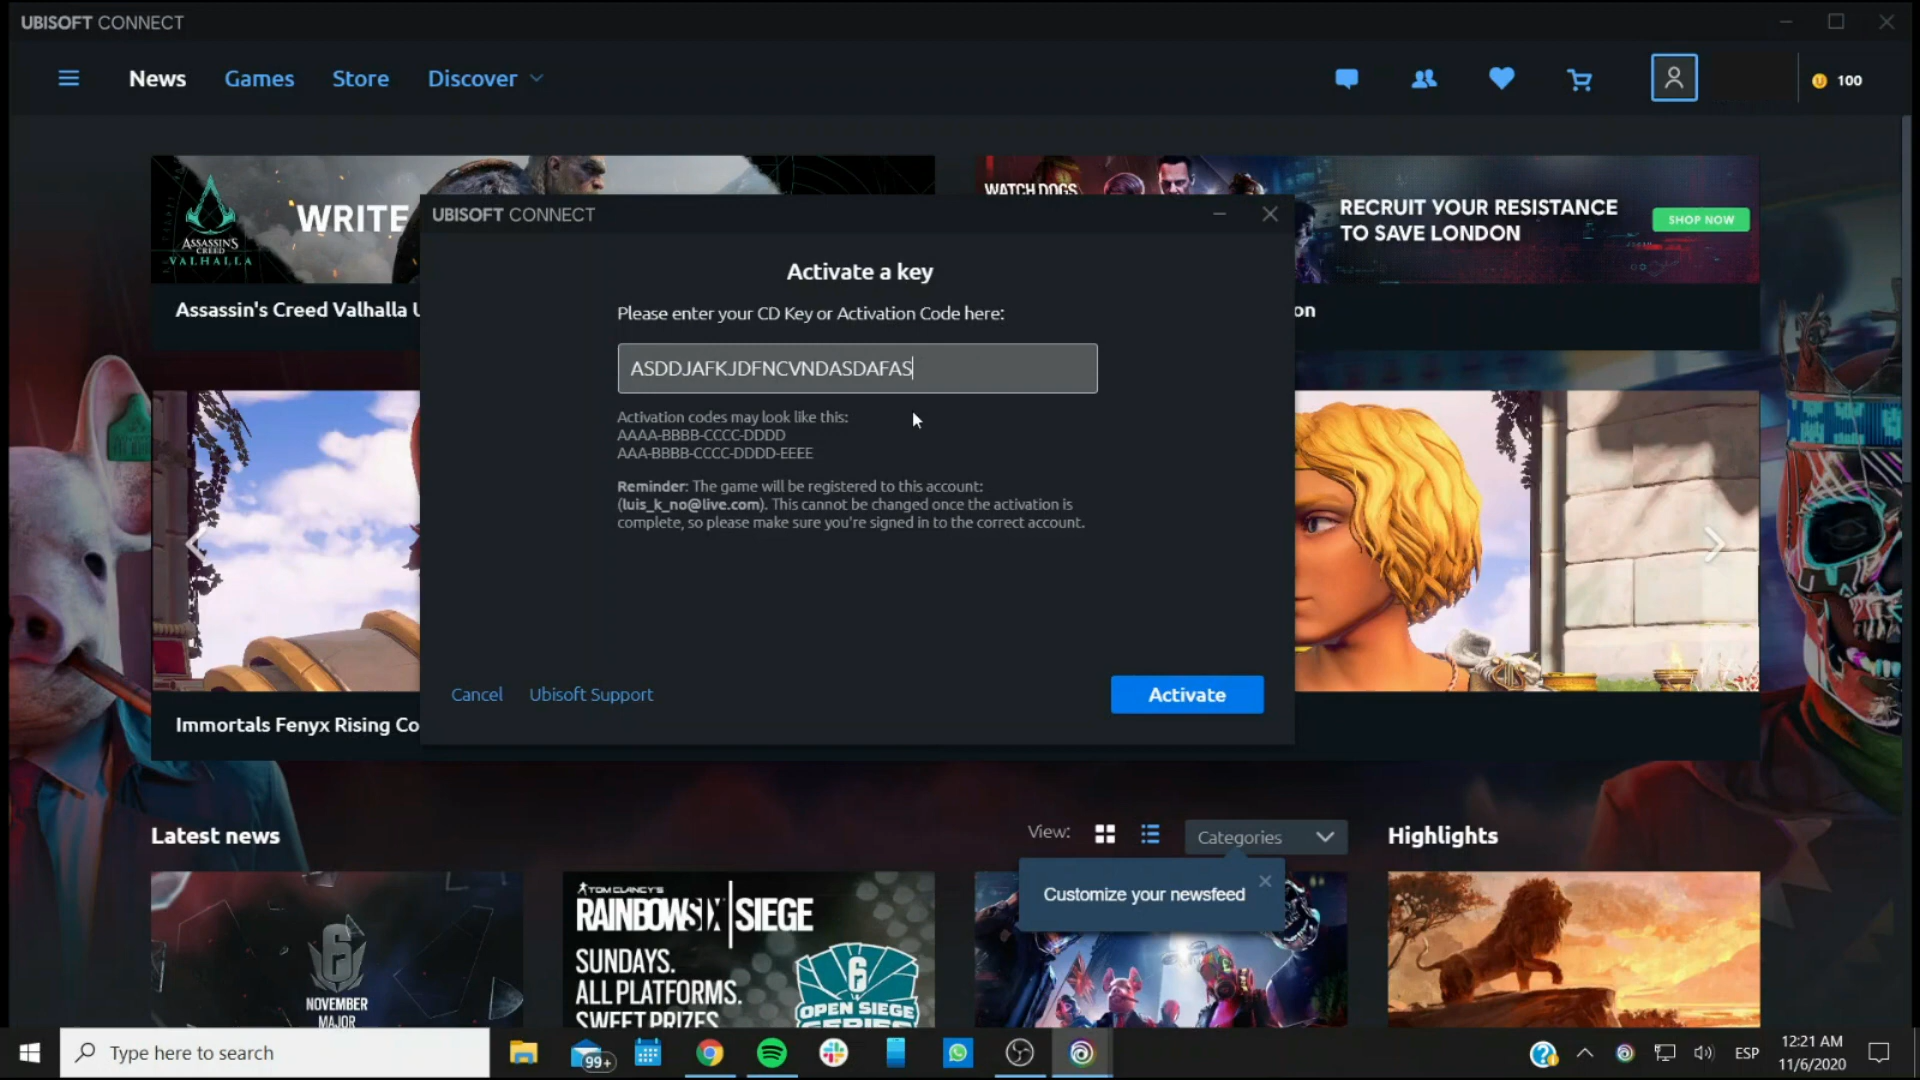 UBISOFT CONNECT
News
Games
Store
Discover
100
ASSASSIN'S
CREED
VALHALLA
WRITE
WATCH DOGS
RECRUIT YOUR RESISTANCE
TO SAVE LONDON
SHOP NOW
Assassin's Creed Valhalla U
on
UBISOFT CONNECT
Activate a key
Please enter your CD Key or Activation Code here:
ASDDJAFKJDFNCVNDASDAFAS
Activation codes may look like this:
AAAA-BBBB-CCCC-DDDD
AAA-BBBB-CCCC-DDDD-EEEE
Reminder: The game will be registered to this account:
(luis_k_no@live.com). This cannot be changed once the activation is
complete, so please make sure you're signed in to the correct account.
Cancel
Ubisoft Support
Activate
Immortals Fenyx Rising Co
Latest news
View:
Categories
Highlights
Customize your newsfeed
6
NOVEMBER
MAJOR
TOM CLANCY'S
RAINBOW SIX SIEGE
SUNDAYS.
ALL PLATFORMS.
SWEET PRIZES
6
OPEN SIEGE
SERIES
Type here to search
99+
ESP
12:21 AM
11/6/2020